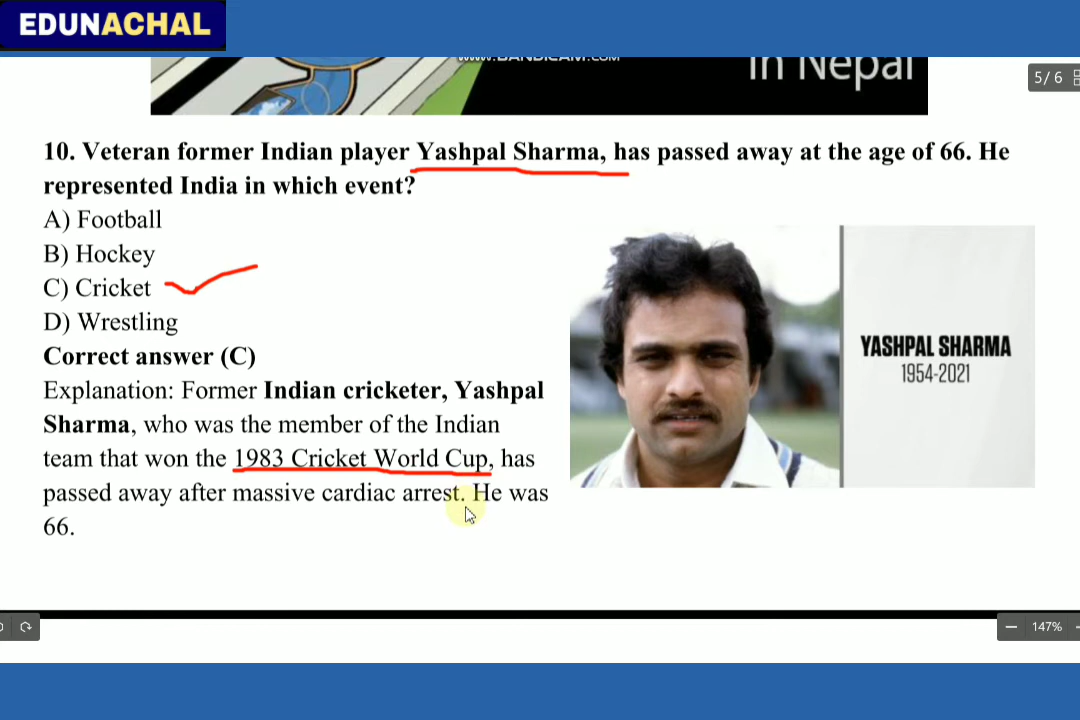 EDUNACHAL
www.BANDICAM.COM
in Nepal
5/ 6
10. Veteran former Indian player Yashpal Sharma, has passed away at the age of 66. He
represented India in which event?
A) Football
B) Hockey
C) Cricket
D) Wrestling
Correct answer (C)
Explanation: Former Indian cricketer, Yashpal
Sharma, who was the member of the Indian
team that won the 1983 Cricket World Cup, has
passed away after massive cardiac arrest. He was
66.
YASHPAL SHARMA
1954-2021
147%